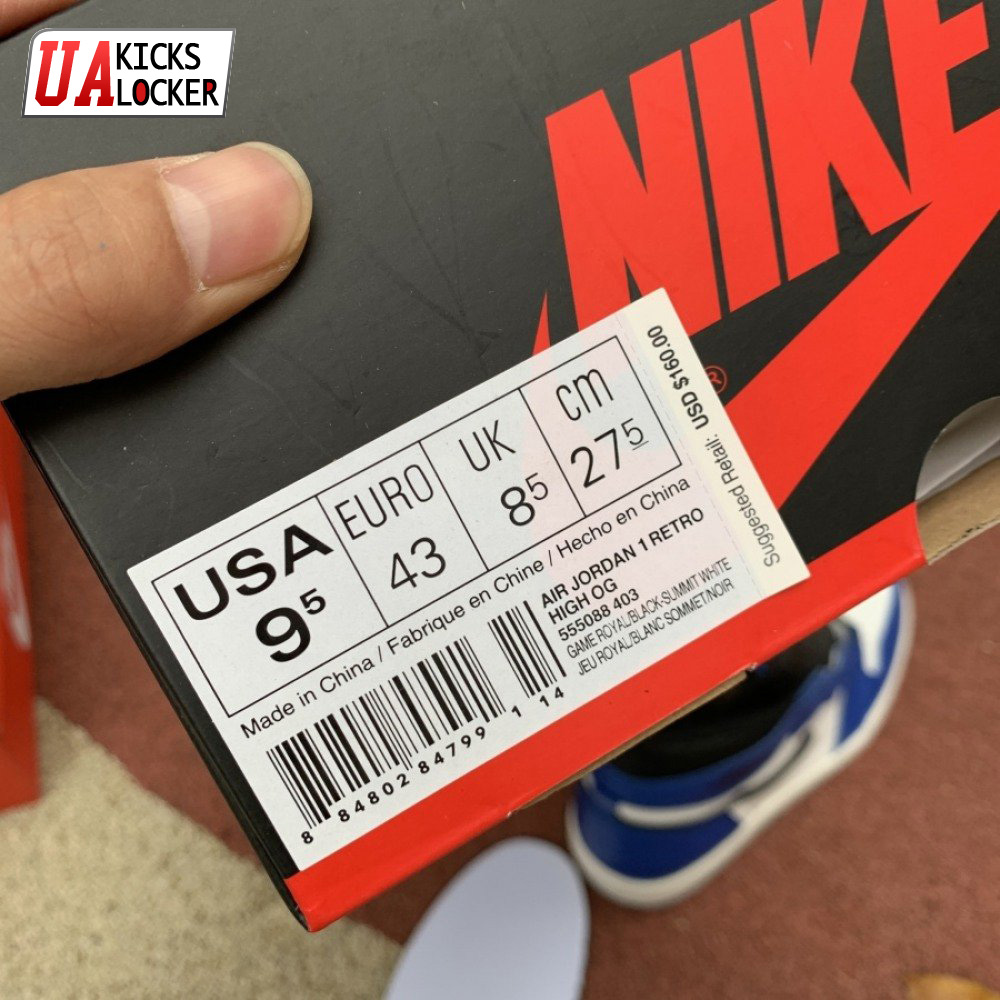 UA KICKS
LOCKER
NIKE
®
USA EURO UK cm
9⁵ 43 8⁵ 27⁵
Made in China / Fabrique en Chine / Hecho en China
AIR JORDAN 1 RETRO
HIGH OG
555088 403
GAME ROYAL/BLACK-SUMMIT WHITE
JEU ROYAL/BLANC SOMMET/NOIR
8 84802 84799 1 14
Suggested Retail: USD $160.00